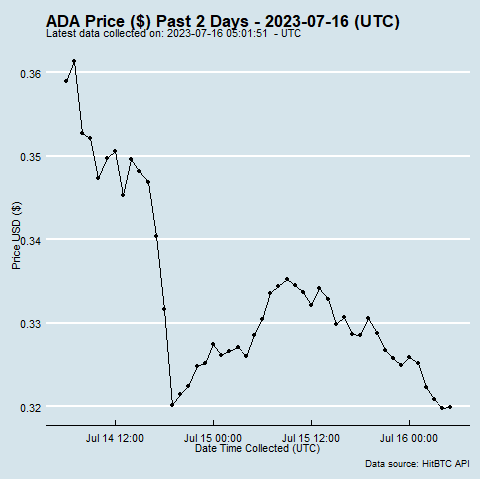 ADA Price ($) Past 2 Days - 2023-07-16 (UTC)
Latest data collected on: 2023-07-16 05:01:51 - UTC
0.36
0.35
0.34
0.33
0.32
Price USD ($)
Jul 14 12:00 Jul 15 00:00 Jul 15 12:00 Jul 16 00:00
Date Time Collected (UTC)
Data source: HitBTC API